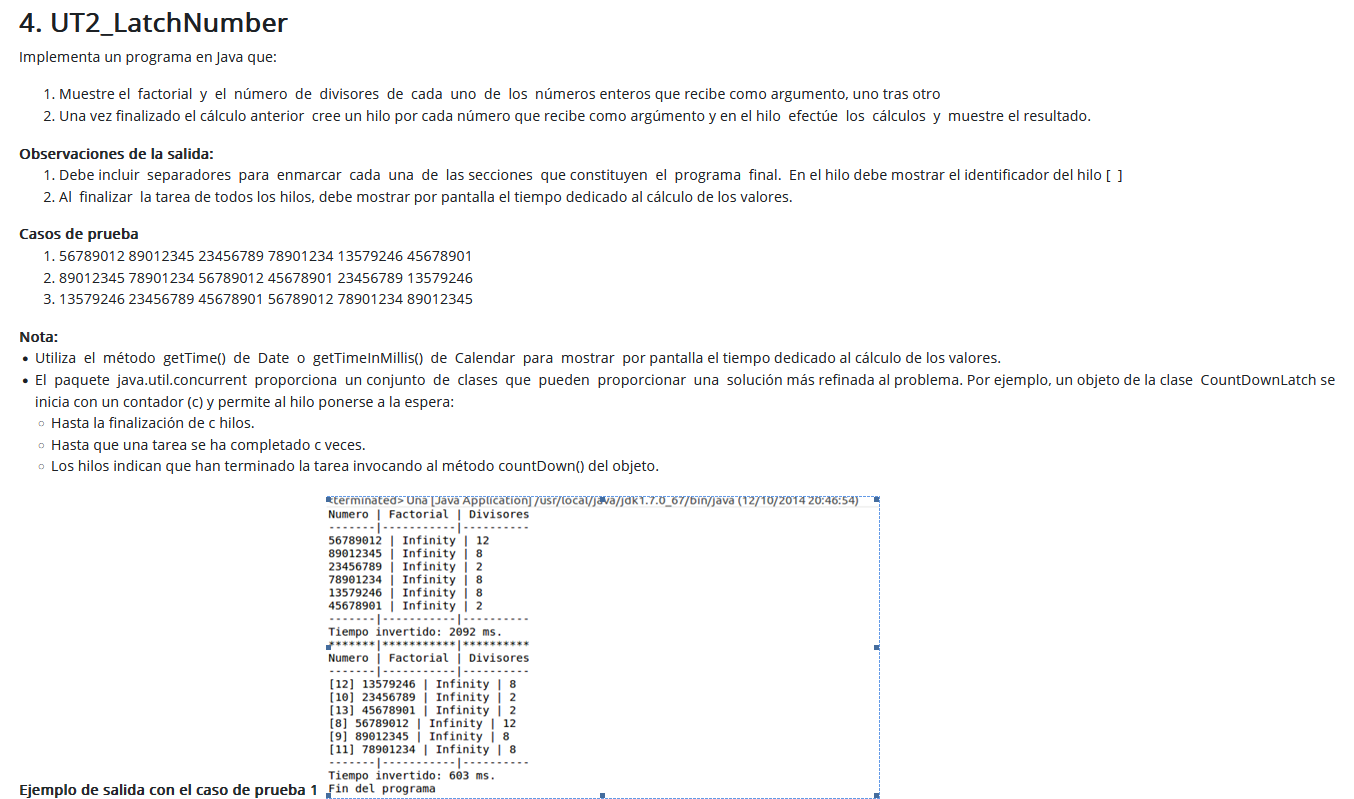 4. UT2_LatchNumber
Implementa un programa en Java que:
1. Muestre el factorial y el número de divisores de cada uno de los números enteros que recibe como argumento, uno tras otro
2. Una vez finalizado el cálculo anterior cree un hilo por cada número que recibe como argúmento y en el hilo efectúe los cálculos y muestre el resultado.
Observaciones de la salida:
1. Debe incluir separadores para enmarcar cada una de las secciones que constituyen el programa final. En el hilo debe mostrar el identificador del hilo [ ]
2. Al finalizar la tarea de todos los hilos, debe mostrar por pantalla el tiempo dedicado al cálculo de los valores.
Casos de prueba
1. 56789012 89012345 23456789 78901234 13579246 45678901
2. 89012345 78901234 56789012 45678901 23456789 13579246
3. 13579246 23456789 45678901 56789012 78901234 89012345
Nota:
• Utiliza el método getTime() de Date o getTimeInMillis() de Calendar para mostrar por pantalla el tiempo dedicado al cálculo de los valores.
• El paquete java.util.concurrent proporciona un conjunto de clases que pueden proporcionar una solución más refinada al problema. Por ejemplo, un objeto de la clase CountDownLatch se
inicia con un contador (c) y permite al hilo ponerse a la espera:
○ Hasta la finalización de c hilos.
○ Hasta que una tarea se ha completado c veces.
○ Los hilos indican que han terminado la tarea invocando al método countDown() del objeto.
<terminated> Una [Java Application] /usr/local/java/jdk1.7.0_67/bin/java (12/10/2014 20:46:54)
Numero | Factorial | Divisores
-------|-----------|----------
56789012 | Infinity | 12
89012345 | Infinity | 8
23456789 | Infinity | 2
78901234 | Infinity | 8
13579246 | Infinity | 8
45678901 | Infinity | 2
-------|-----------|----------
Tiempo invertido: 2092 ms.
*******|***********|**********
Numero | Factorial | Divisores
-------|-----------|----------
[12] 13579246 | Infinity | 8
[10] 23456789 | Infinity | 2
[13] 45678901 | Infinity | 2
[8] 56789012 | Infinity | 12
[9] 89012345 | Infinity | 8
[11] 78901234 | Infinity | 8
-------|-----------|----------
Tiempo invertido: 603 ms.
Fin del programa
Ejemplo de salida con el caso de prueba 1